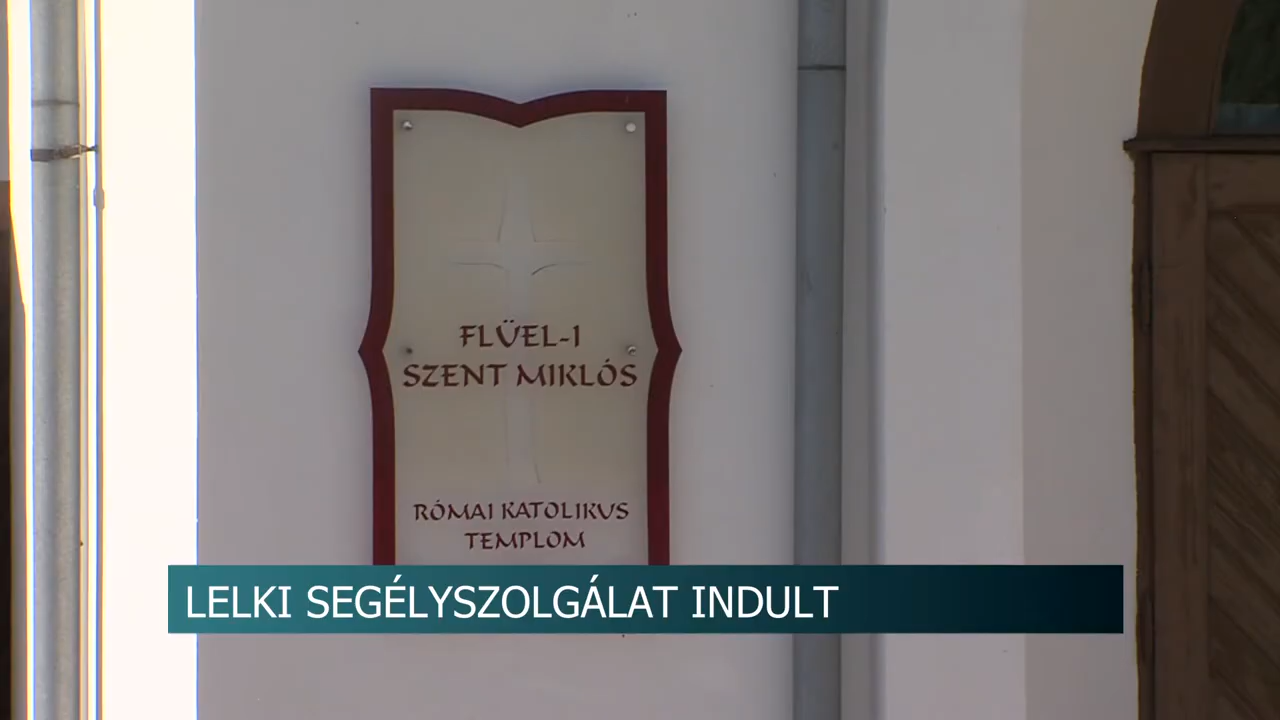 FLÜEL-I
SZENT MIKLÓS
RÓMAI KATOLIKUS
TEMPLOM
LELKI SEGÉLYSZOLGÁLAT INDULT